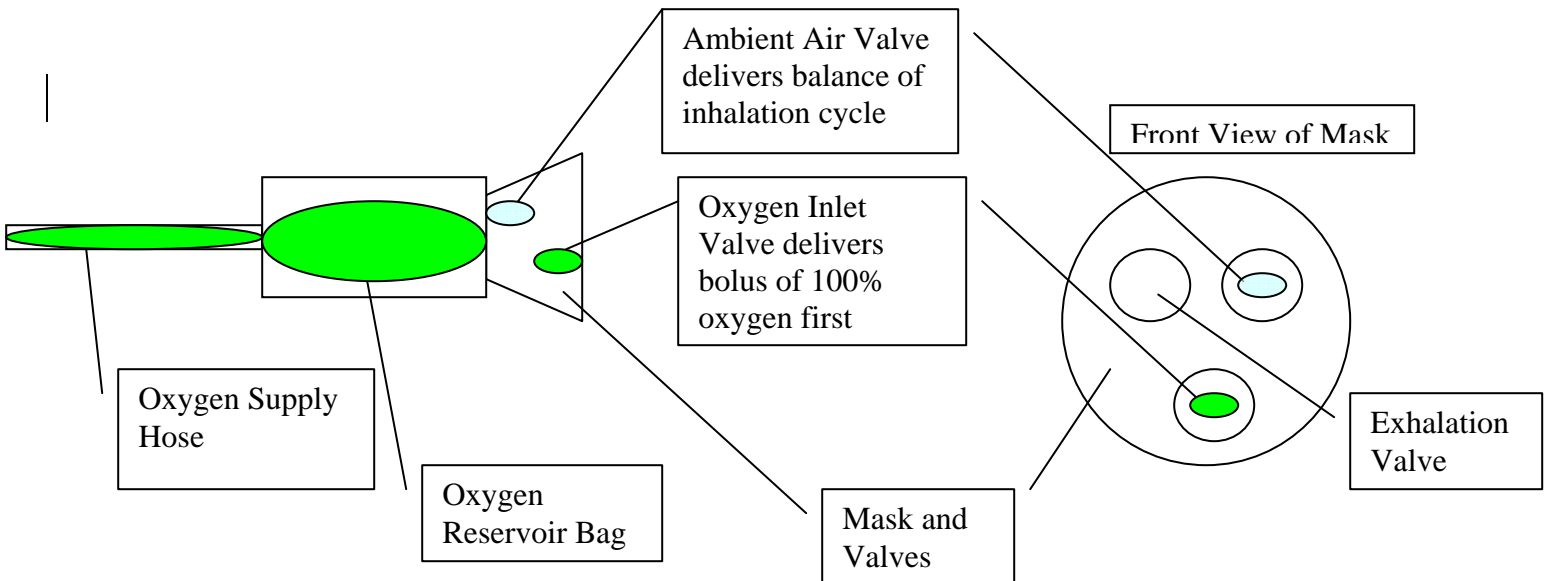 Ambient Air Valve
delivers balance of
inhalation cycle
Front View of Mask
Oxygen Inlet
Valve delivers
bolus of 100%
oxygen first
Oxygen Supply
Hose
Exhalation
Valve
Oxygen
Reservoir Bag
Mask and
Valves